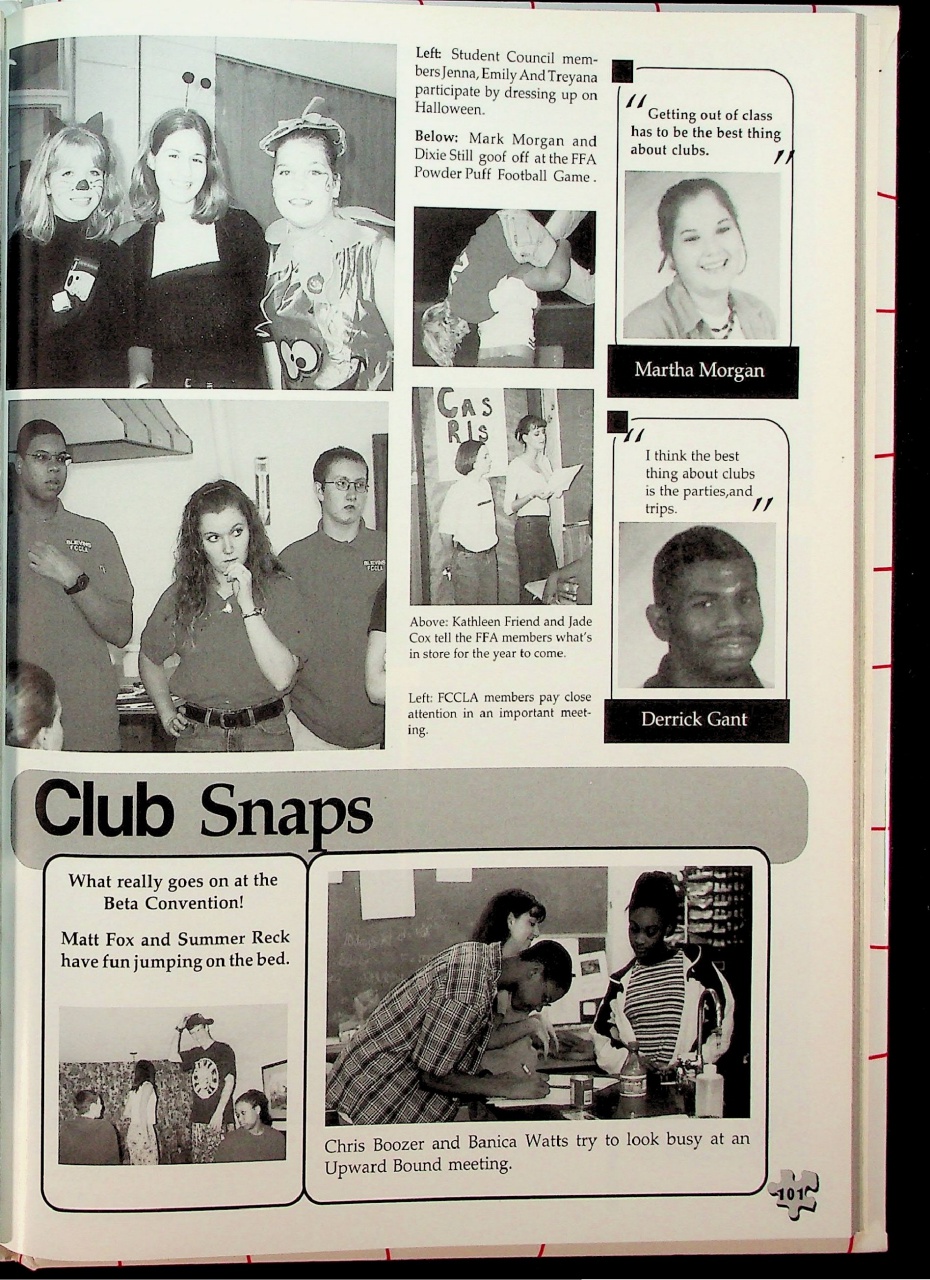 Left: Student Council mem-
bers Jenna, Emily And Treyana
participate by dressing up on
Halloween.
Below: Mark Morgan and
Dixie Still goof off at the FFA
Powder Puff Football Game .
"Getting out of class
has to be the best thing
about clubs. "
Martha Morgan
CAS
RIS
"
I think the best
thing about clubs
is the parties,and
trips. "
Derrick Gant
BLEVINS
FCCLA
BLEVINS
FCCLA
Above: Kathleen Friend and Jade
Cox tell the FFA members what's
in store for the year to come.
Left: FCCLA members pay close
attention in an important meet-
ing.
Club Snaps
What really goes on at the
Beta Convention!
Matt Fox and Summer Reck
have fun jumping on the bed.
Chris Boozer and Banica Watts try to look busy at an
Upward Bound meeting.
101